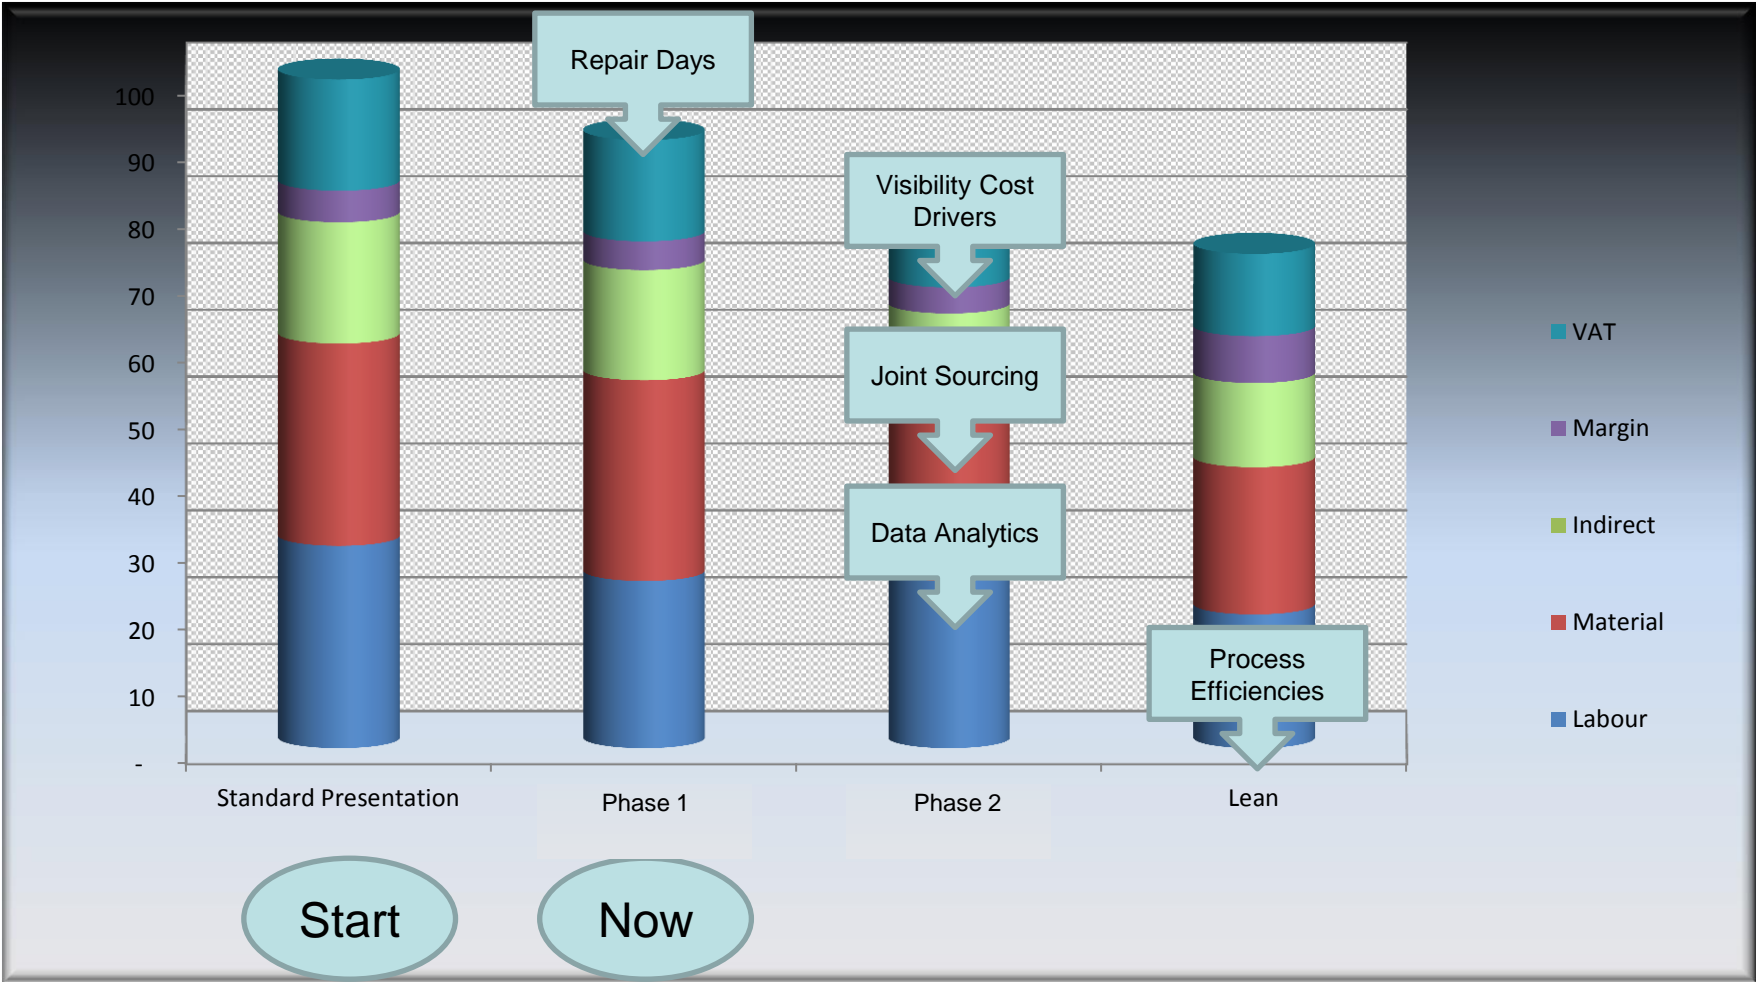 Repair Days
100
90
80
70
60
50
40
30
20
10
-
Visibility Cost
Drivers
Joint Sourcing
Data Analytics
Process
Efficiencies
VAT
Margin
Indirect
Material
Labour
Standard Presentation
Phase 1
Phase 2
Lean
Start
Now